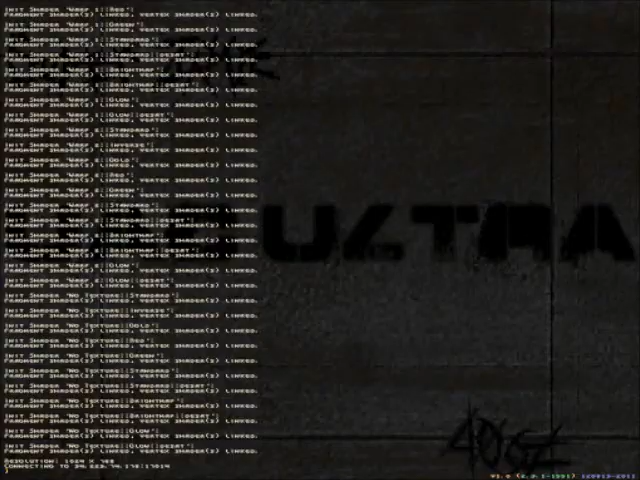 Init Shader 'Warp 1::Red']
Fragment shader(s) linked, vertex shader(s) linked.
Init Shader 'Warp 1::Green']
Fragment shader(s) linked, vertex shader(s) linked.
Init Shader 'Warp 1::Standard']
Fragment shader(s) linked, vertex shader(s) linked.
Init Shader 'Warp 1::Standard::desat']
Fragment shader(s) linked, vertex shader(s) linked.
Init Shader 'Warp 1::Brightmap']
Fragment shader(s) linked, vertex shader(s) linked.
Init Shader 'Warp 1::Brightmap::desat']
Fragment shader(s) linked, vertex shader(s) linked.
Init Shader 'Warp 1::Glow']
Fragment shader(s) linked, vertex shader(s) linked.
Init Shader 'Warp 1::Glow::desat']
Fragment shader(s) linked, vertex shader(s) linked.
Init Shader 'Warp 2::Standard']
Fragment shader(s) linked, vertex shader(s) linked.
Init Shader 'Warp 2::Inverse']
Fragment shader(s) linked, vertex shader(s) linked.
Init Shader 'Warp 2::Gold']
Fragment shader(s) linked, vertex shader(s) linked.
Init Shader 'Warp 2::Red']
Fragment shader(s) linked, vertex shader(s) linked.
Init Shader 'Warp 2::Green']
Fragment shader(s) linked, vertex shader(s) linked.
Init Shader 'Warp 2::Standard']
Fragment shader(s) linked, vertex shader(s) linked.
Init Shader 'Warp 2::Standard::desat']
Fragment shader(s) linked, vertex shader(s) linked.
Init Shader 'Warp 2::Brightmap']
Fragment shader(s) linked, vertex shader(s) linked.
Init Shader 'Warp 2::Brightmap::desat']
Fragment shader(s) linked, vertex shader(s) linked.
Init Shader 'Warp 2::Glow']
Fragment shader(s) linked, vertex shader(s) linked.
Init Shader 'Warp 2::Glow::desat']
Fragment shader(s) linked, vertex shader(s) linked.
Init Shader 'No Texture::Standard']
Fragment shader(s) linked, vertex shader(s) linked.
Init Shader 'No Texture::Inverse']
Fragment shader(s) linked, vertex shader(s) linked.
Init Shader 'No Texture::Gold']
Fragment shader(s) linked, vertex shader(s) linked.
Init Shader 'No Texture::Red']
Fragment shader(s) linked, vertex shader(s) linked.
Init Shader 'No Texture::Green']
Fragment shader(s) linked, vertex shader(s) linked.
Init Shader 'No Texture::Standard']
Fragment shader(s) linked, vertex shader(s) linked.
Init Shader 'No Texture::Standard::desat']
Fragment shader(s) linked, vertex shader(s) linked.
Init Shader 'No Texture::Brightmap']
Fragment shader(s) linked, vertex shader(s) linked.
Init Shader 'No Texture::Brightmap::desat']
Fragment shader(s) linked, vertex shader(s) linked.
Init Shader 'No Texture::Glow']
Fragment shader(s) linked, vertex shader(s) linked.
Init Shader 'No Texture::Glow::desat']
Fragment shader(s) linked, vertex shader(s) linked.
Resolution: 1024 x 768
Connecting to
ULTRA